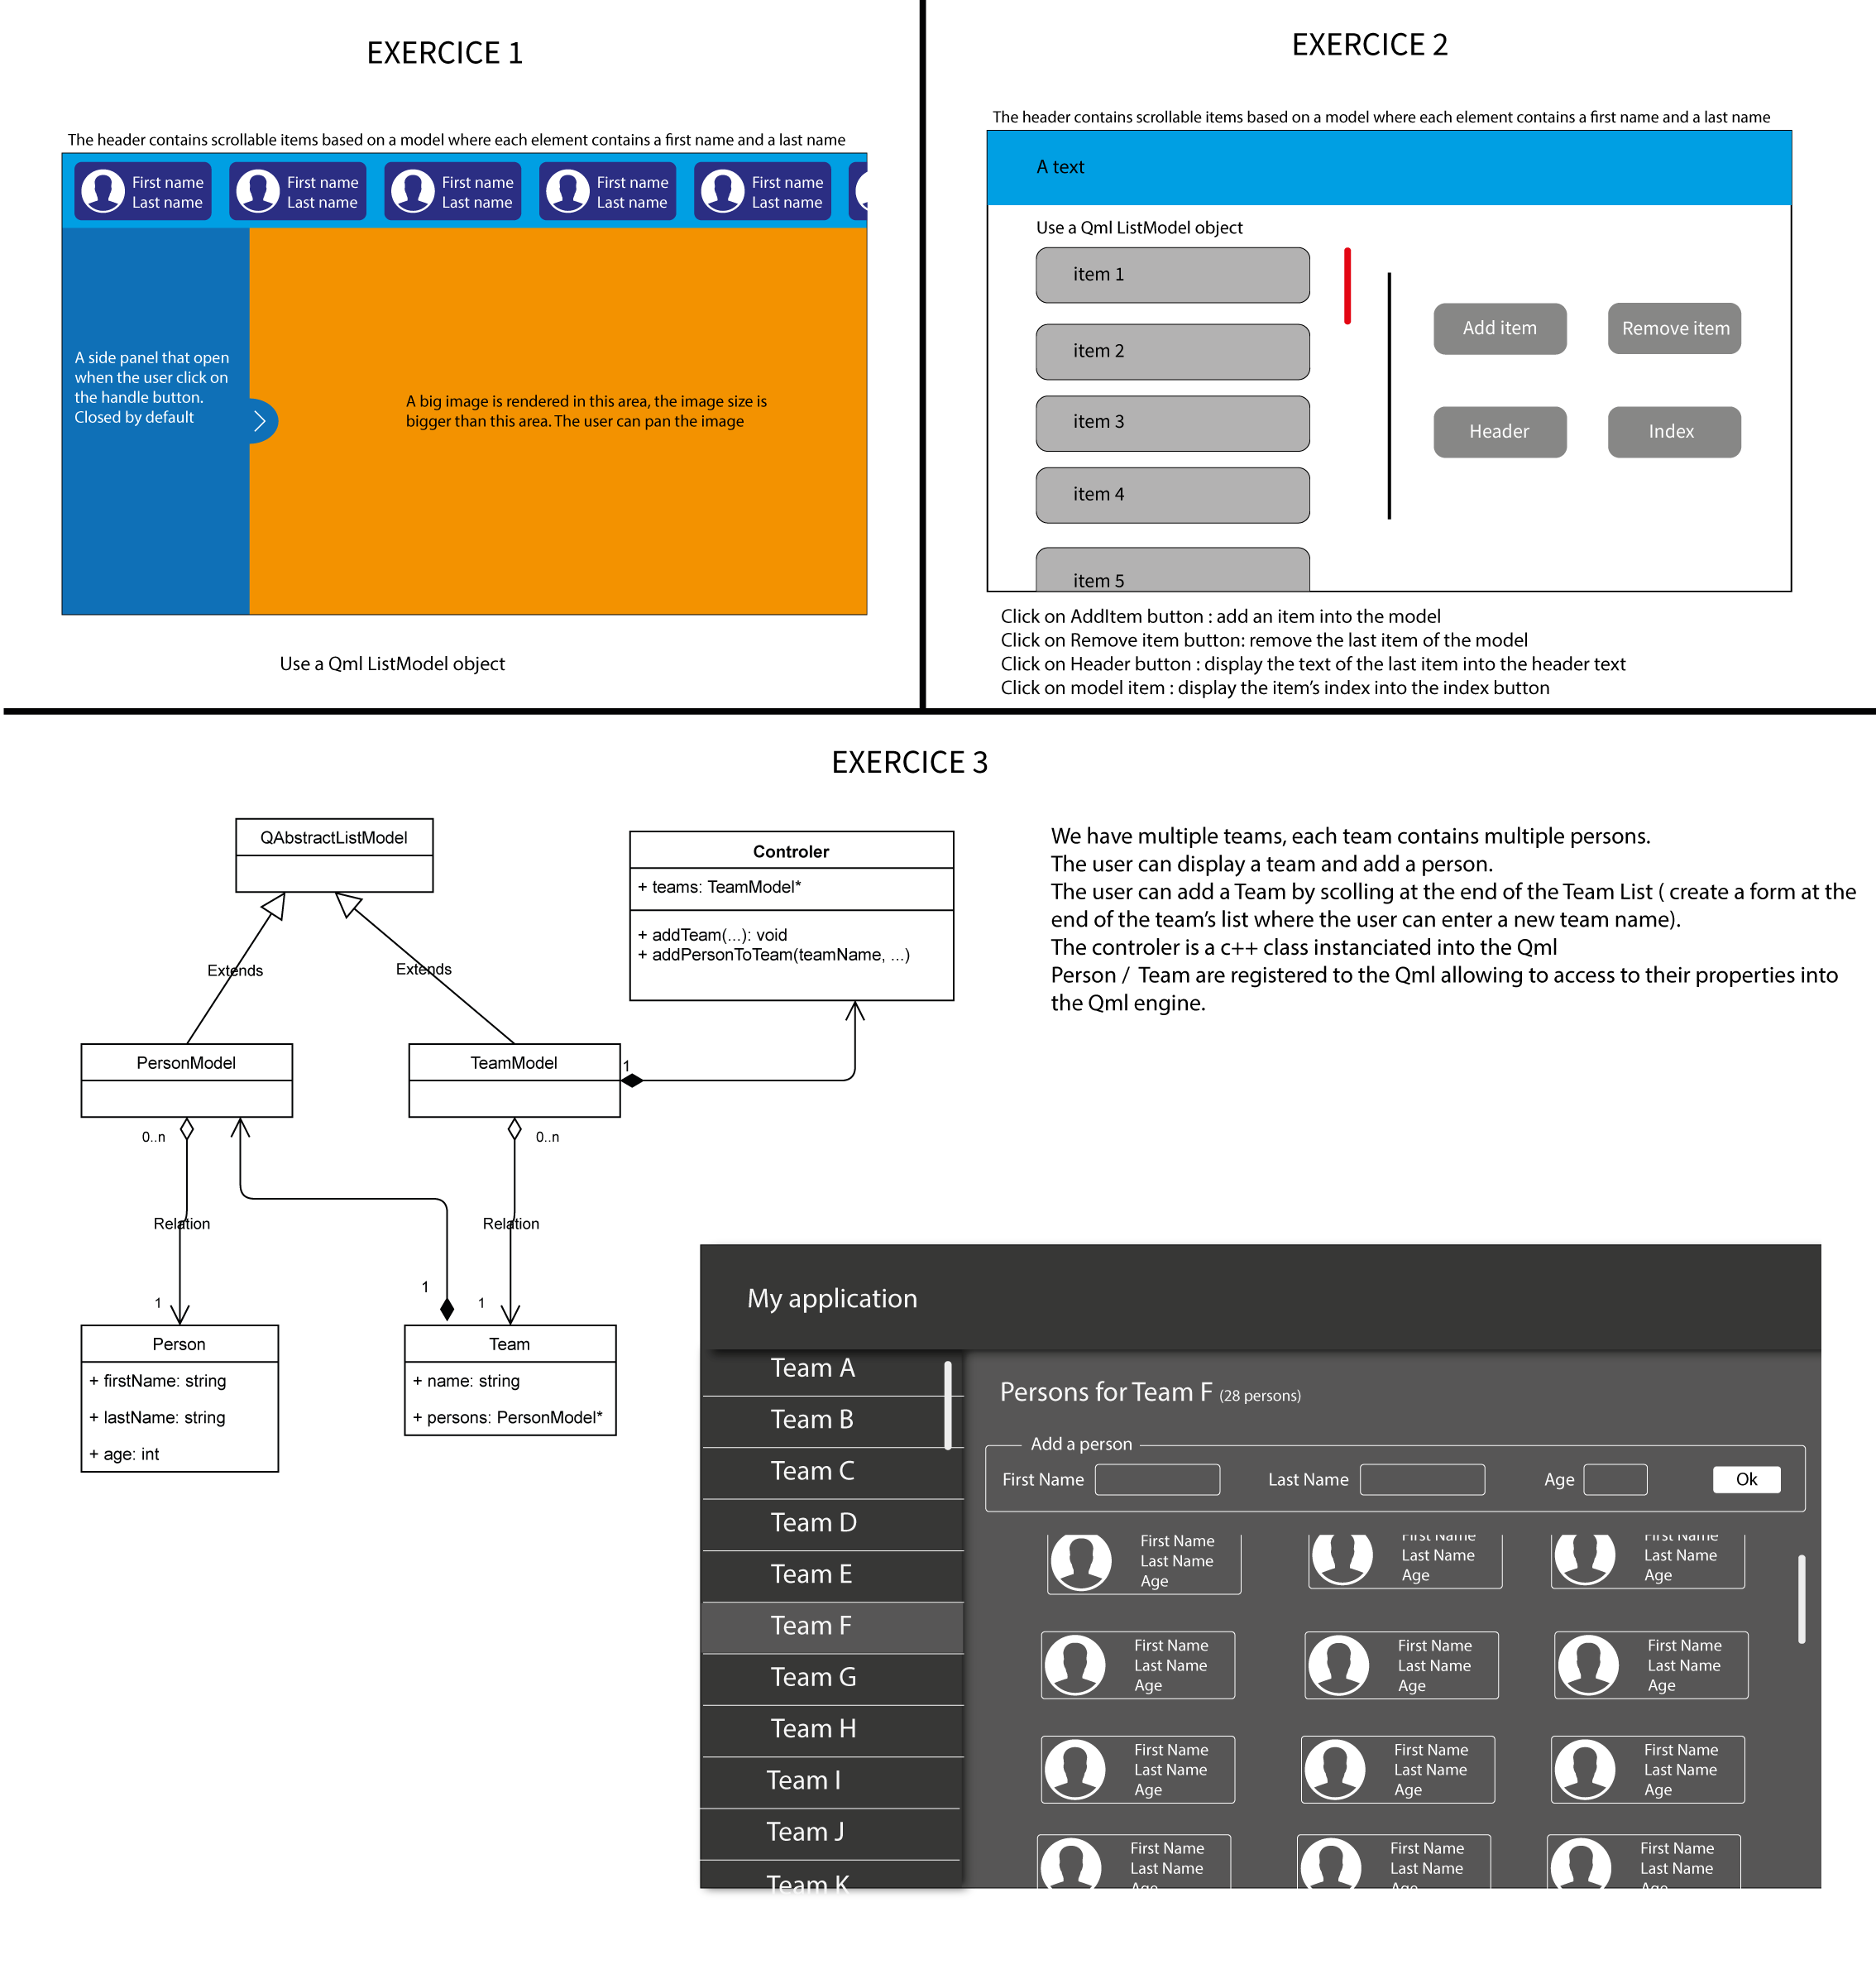 EXERCICE 1
The header contains scrollable items based on a model where each element contains a first name and a last name
First name
Last name
First name
Last name
First name
Last name
First name
Last name
First name
Last name
A side panel that open
when the user click on
the handle button.
Closed by default
A big image is rendered in this area, the image size is
bigger than this area. The user can pan the image
Use a Qml ListModel object
EXERCICE 2
The header contains scrollable items based on a model where each element contains a first name and a last name
A text
Use a Qml ListModel object
item 1
item 2
item 3
item 4
item 5
Add item
Remove item
Header
Index
Click on AddItem button : add an item into the model
Click on Remove item button: remove the last item of the model
Click on Header button : display the text of the last item into the header text
Click on model item : display the item's index into the index button
EXERCICE 3
QAbstractListModel
Controler
+ teams: TeamModel*
+ addTeam(...): void
+ addPersonToTeam(teamName, ...)
We have multiple teams, each team contains multiple persons.
The user can display a team and add a person.
The user can add a Team by scolling at the end of the Team List ( create a form at the
end of the team's list where the user can enter a new team name).
The controler is a c++ class instanciated into the Qml
Person / Team are registered to the Qml allowing to access to their properties into
the Qml engine.
Extends
Extends
PersonModel
TeamModel
1
0..n
0..n
Relation
Relation
1
1
1
Person
+ firstName: string
+ lastName: string
+ age: int
Team
+ name: string
+ persons: PersonModel*
My application
Team A
Team B
Team C
Team D
Team E
Team F
Team G
Team H
Team I
Team J
Team K
Persons for Team F (28 persons)
Add a person
First Name
Last Name
Age
Ok
First Name
Last Name
Age
First Name
Last Name
Age
First Name
Last Name
Age
First Name
Last Name
Age
First Name
Last Name
Age
First Name
Last Name
Age
First Name
Last Name
Age
First Name
Last Name
Age
First Name
Last Name
Age
First Name
Last Name
Age
First Name
Last Name
Age
First Name
Last Name
Age